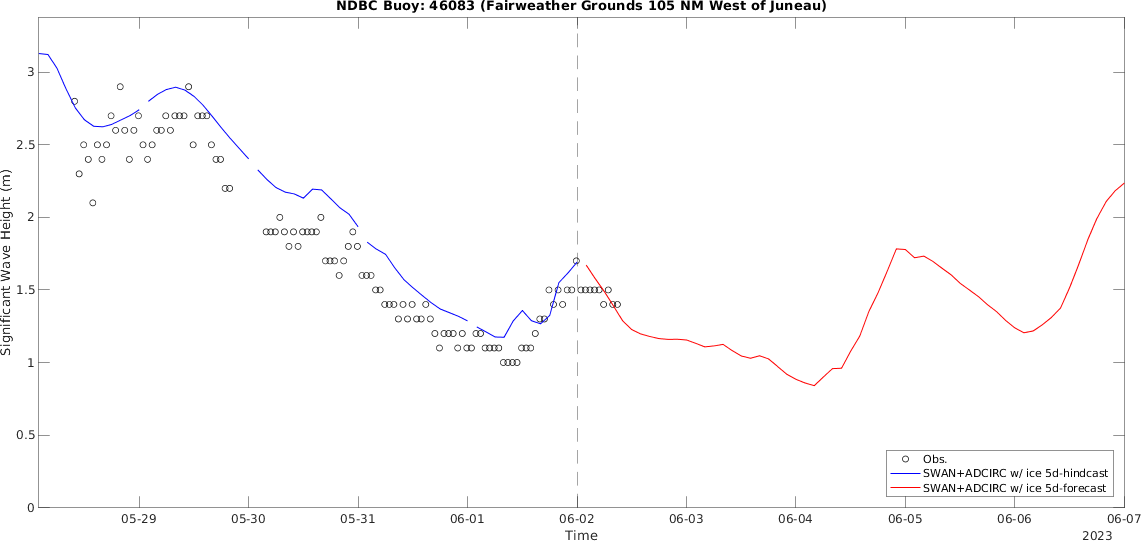 NDBC Buoy: 46083 (Fairweather Grounds 105 NM West of Juneau)
Significant Wave Height (m)
3
2.5
2
1.5
1
0.5
0
Obs.
SWAN+ADCIRC w/ ice 5d-hindcast
SWAN+ADCIRC w/ ice 5d-forecast
05-29 05-30 05-31 06-01 06-02 06-03 06-04 06-05 06-06 06-07
Time
2023